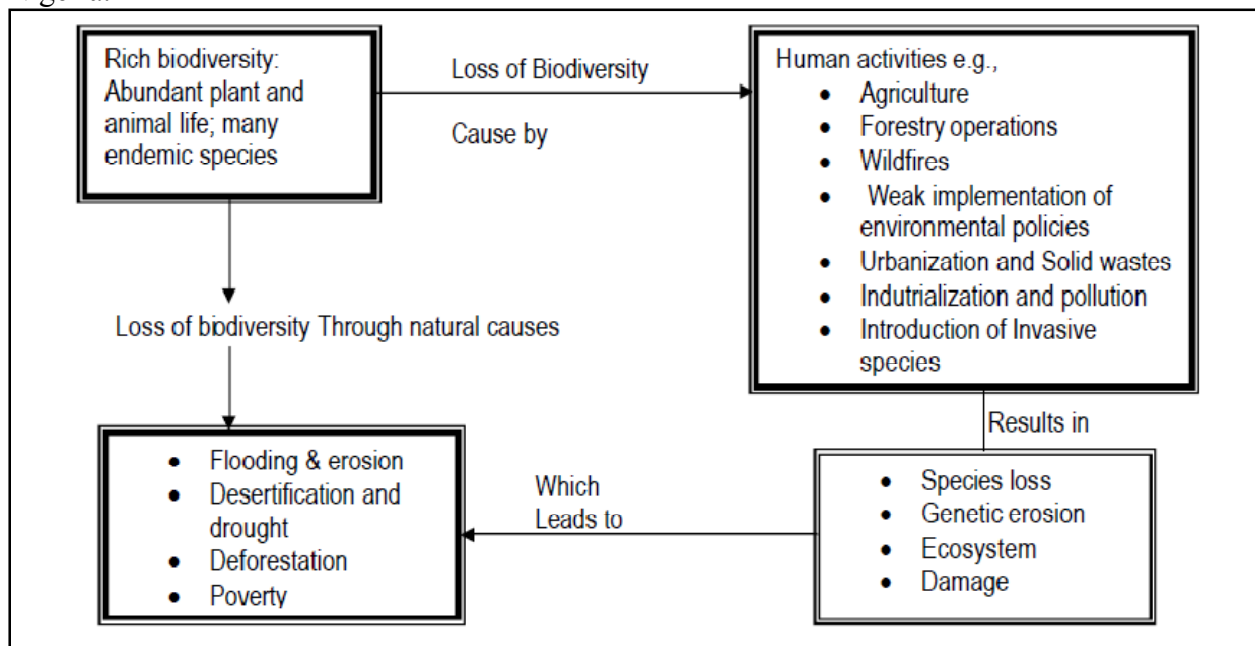 Rich biodiversity:
Abundant plant and
animal life; many
endemic species
Loss of Biodiversity
Cause by
Human activities e.g.,
• Agriculture
• Forestry operations
• Wildfires
• Weak implementation of
environmental policies
• Urbanization and Solid wastes
• Indutrialization and pollution
• Introduction of Invasive
species
Loss of biodiversity Through natural causes
Results in
• Flooding & erosion
• Desertification and
drought
• Deforestation
• Poverty
Which
Leads to
• Species loss
• Genetic erosion
• Ecosystem
• Damage